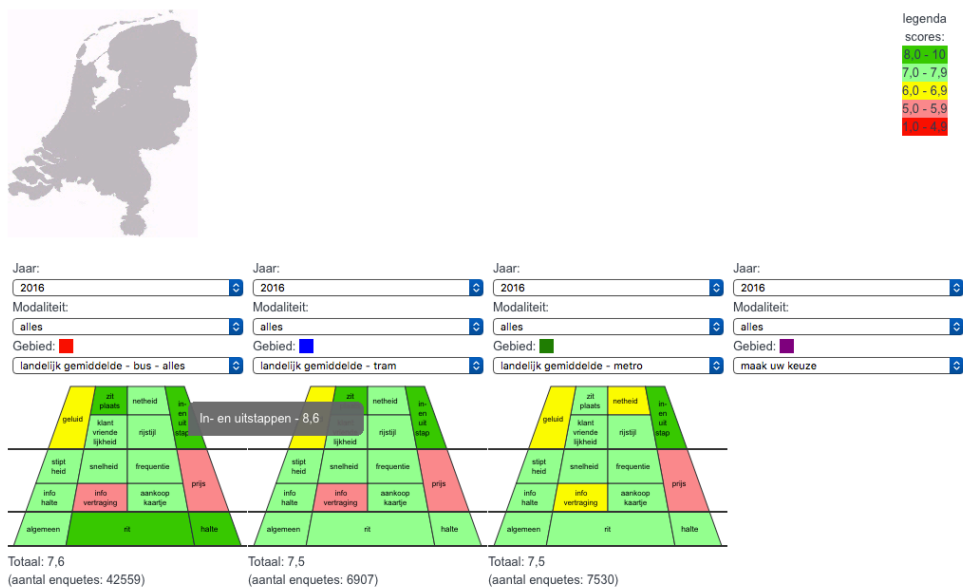 legenda
scores:
8,0 - 10
7,0 - 7,9
6,0 - 6,9
5,0 - 5,9
1,0 - 4,9
Jaar:
2016
Modaliteit:
alles
Gebied:
landelijk gemiddelde - bus - alles
Jaar:
2016
Modaliteit:
alles
Gebied:
landelijk gemiddelde - tram
Jaar:
2016
Modaliteit:
alles
Gebied:
landelijk gemiddelde - metro
Jaar:
2016
Modaliteit:
alles
Gebied:
maak uw keuze
geluid
zit
plaats
netheid
in-
en
uit
stap
klant
vriende
lijkheid
rijstijl
stipt
heid
snelheid
frequentie
prijs
info
halte
info
vertraging
aankoop
kaartje
algemeen
rit
halte
Totaal: 7,6
(aantal enquetes: 42559)
In- en uitstappen - 8,6
zit
netheid
in-
en
uit
stap
lijkheid
rijstijl
stipt
heid
snelheid
frequentie
prijs
info
halte
info
vertraging
aankoop
kaartje
algemeen
rit
halte
Totaal: 7,5
(aantal enquetes: 6907)
geluid
zit
plaats
netheid
in-
en
uit
stap
klant
vriende
lijkheid
rijstijl
stipt
heid
snelheid
frequentie
prijs
info
halte
info
vertraging
aankoop
kaartje
algemeen
rit
halte
Totaal: 7,5
(aantal enquetes: 7530)